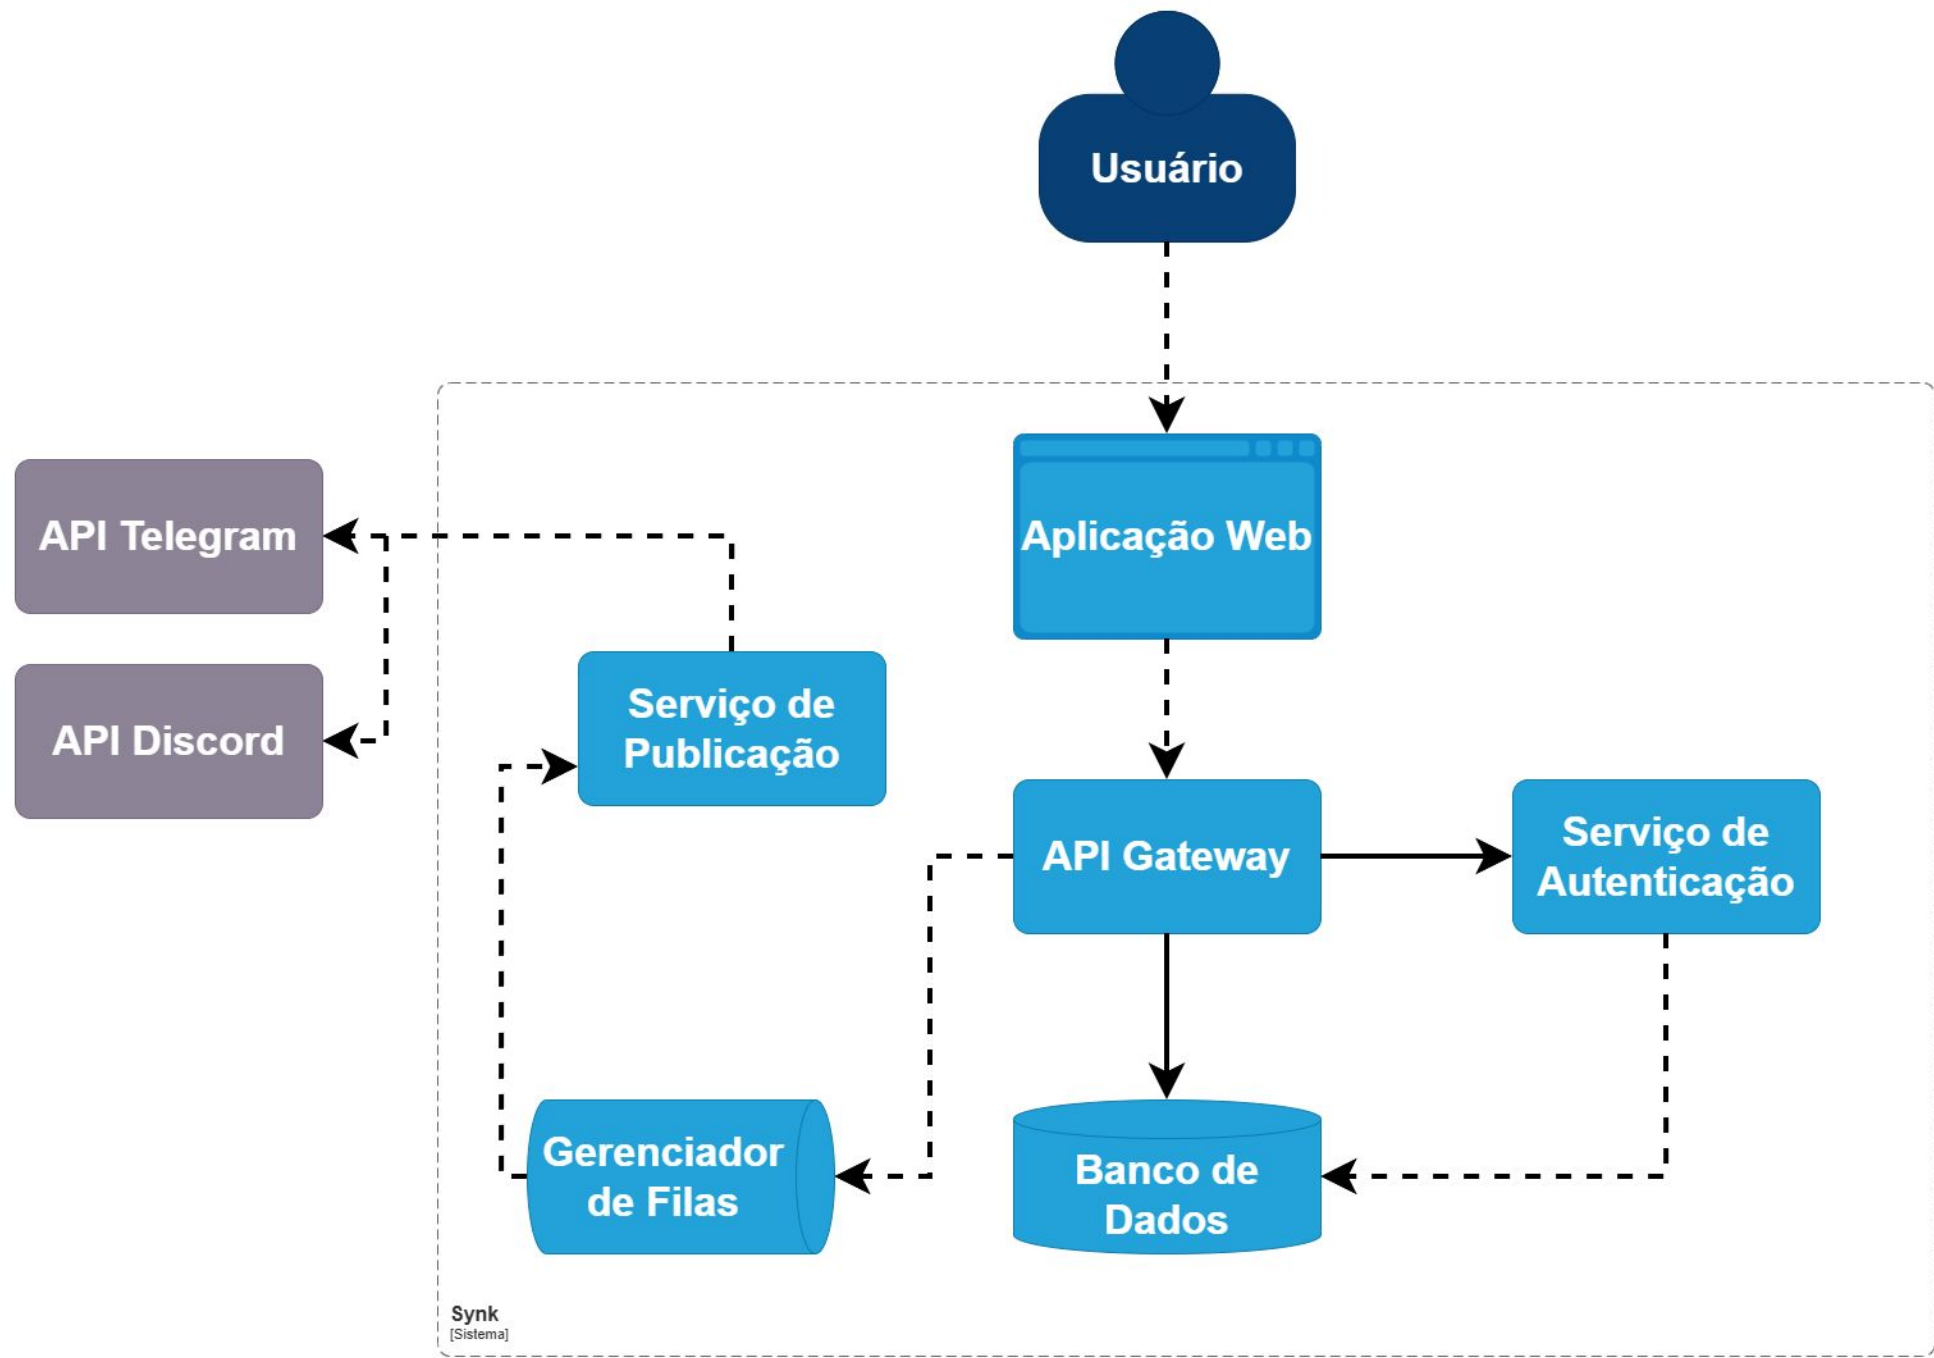 Usuário
Aplicação Web
API Telegram
Serviço de
Publicação
API Discord
API Gateway
Serviço de
Autenticação
Gerenciador
de Filas
Banco de
Dados
Synk
[Sistema]